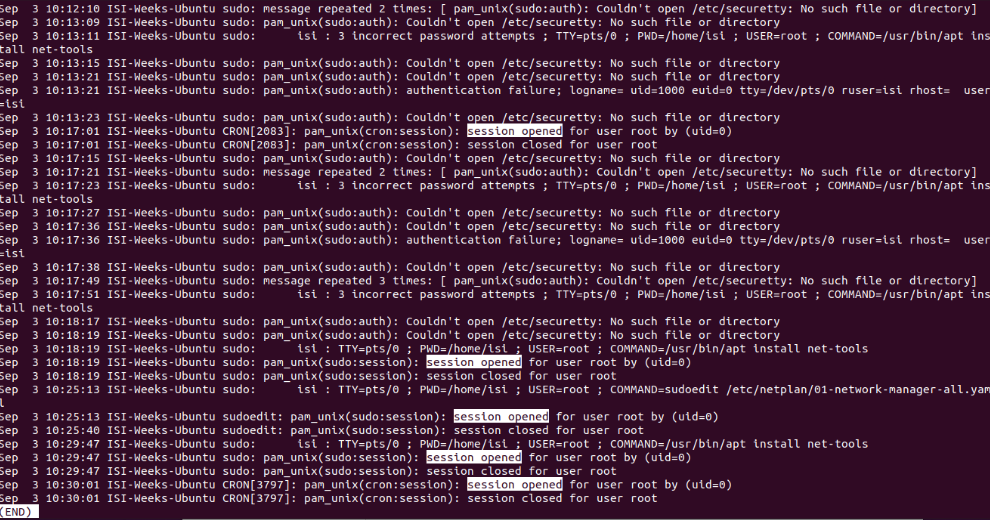 Sep  3 10:12:10 ISI-Weeks-Ubuntu sudo: message repeated 2 times: [ pam_unix(sudo:auth): Couldn't open /etc/securetty: No such file or directory]
Sep  3 10:13:09 ISI-Weeks-Ubuntu sudo: pam_unix(sudo:auth): Couldn't open /etc/securetty: No such file or directory
Sep  3 10:13:11 ISI-Weeks-Ubuntu sudo:      isi : 3 incorrect password attempts ; TTY=pts/0 ; PWD=/home/isi ; USER=root ; COMMAND=/usr/bin/apt ins
tall net-tools
Sep  3 10:13:15 ISI-Weeks-Ubuntu sudo: pam_unix(sudo:auth): Couldn't open /etc/securetty: No such file or directory
Sep  3 10:13:21 ISI-Weeks-Ubuntu sudo: pam_unix(sudo:auth): Couldn't open /etc/securetty: No such file or directory
Sep  3 10:13:21 ISI-Weeks-Ubuntu sudo: pam_unix(sudo:auth): authentication failure; logname= uid=1000 euid=0 tty=/dev/pts/0 ruser=isi rhost=  user
=isi
Sep  3 10:13:23 ISI-Weeks-Ubuntu sudo: pam_unix(sudo:auth): Couldn't open /etc/securetty: No such file or directory
Sep  3 10:17:01 ISI-Weeks-Ubuntu CRON[2083]: pam_unix(cron:session): session opened for user root by (uid=0)
Sep  3 10:17:01 ISI-Weeks-Ubuntu CRON[2083]: pam_unix(cron:session): session closed for user root
Sep  3 10:17:15 ISI-Weeks-Ubuntu sudo: pam_unix(sudo:auth): Couldn't open /etc/securetty: No such file or directory
Sep  3 10:17:21 ISI-Weeks-Ubuntu sudo: message repeated 2 times: [ pam_unix(sudo:auth): Couldn't open /etc/securetty: No such file or directory]
Sep  3 10:17:23 ISI-Weeks-Ubuntu sudo:      isi : 3 incorrect password attempts ; TTY=pts/0 ; PWD=/home/isi ; USER=root ; COMMAND=/usr/bin/apt ins
tall net-tools
Sep  3 10:17:27 ISI-Weeks-Ubuntu sudo: pam_unix(sudo:auth): Couldn't open /etc/securetty: No such file or directory
Sep  3 10:17:36 ISI-Weeks-Ubuntu sudo: pam_unix(sudo:auth): Couldn't open /etc/securetty: No such file or directory
Sep  3 10:17:36 ISI-Weeks-Ubuntu sudo: pam_unix(sudo:auth): authentication failure; logname= uid=1000 euid=0 tty=/dev/pts/0 ruser=isi rhost=  user
=isi
Sep  3 10:17:38 ISI-Weeks-Ubuntu sudo: pam_unix(sudo:auth): Couldn't open /etc/securetty: No such file or directory
Sep  3 10:17:49 ISI-Weeks-Ubuntu sudo: message repeated 3 times: [ pam_unix(sudo:auth): Couldn't open /etc/securetty: No such file or directory]
Sep  3 10:17:51 ISI-Weeks-Ubuntu sudo:      isi : 3 incorrect password attempts ; TTY=pts/0 ; PWD=/home/isi ; USER=root ; COMMAND=/usr/bin/apt ins
tall net-tools
Sep  3 10:18:17 ISI-Weeks-Ubuntu sudo: pam_unix(sudo:auth): Couldn't open /etc/securetty: No such file or directory
Sep  3 10:18:19 ISI-Weeks-Ubuntu sudo: pam_unix(sudo:auth): Couldn't open /etc/securetty: No such file or directory
Sep  3 10:18:19 ISI-Weeks-Ubuntu sudo:      isi : TTY=pts/0 ; PWD=/home/isi ; USER=root ; COMMAND=/usr/bin/apt install net-tools
Sep  3 10:18:19 ISI-Weeks-Ubuntu sudo: pam_unix(sudo:session): session opened for user root by (uid=0)
Sep  3 10:18:19 ISI-Weeks-Ubuntu sudo: pam_unix(sudo:session): session closed for user root
Sep  3 10:25:13 ISI-Weeks-Ubuntu sudo:      isi : TTY=pts/0 ; PWD=/home/isi ; USER=root ; COMMAND=sudoedit /etc/netplan/01-network-manager-all.yam
l
Sep  3 10:25:13 ISI-Weeks-Ubuntu sudoedit: pam_unix(sudo:session): session opened for user root by (uid=0)
Sep  3 10:25:40 ISI-Weeks-Ubuntu sudoedit: pam_unix(sudo:session): session closed for user root
Sep  3 10:29:47 ISI-Weeks-Ubuntu sudo:      isi : TTY=pts/0 ; PWD=/home/isi ; USER=root ; COMMAND=/usr/bin/apt install net-tools
Sep  3 10:29:47 ISI-Weeks-Ubuntu sudo: pam_unix(sudo:session): session opened for user root by (uid=0)
Sep  3 10:29:47 ISI-Weeks-Ubuntu sudo: pam_unix(sudo:session): session closed for user root
Sep  3 10:30:01 ISI-Weeks-Ubuntu CRON[3797]: pam_unix(cron:session): session opened for user root by (uid=0)
Sep  3 10:30:01 ISI-Weeks-Ubuntu CRON[3797]: pam_unix(cron:session): session closed for user root
(END)